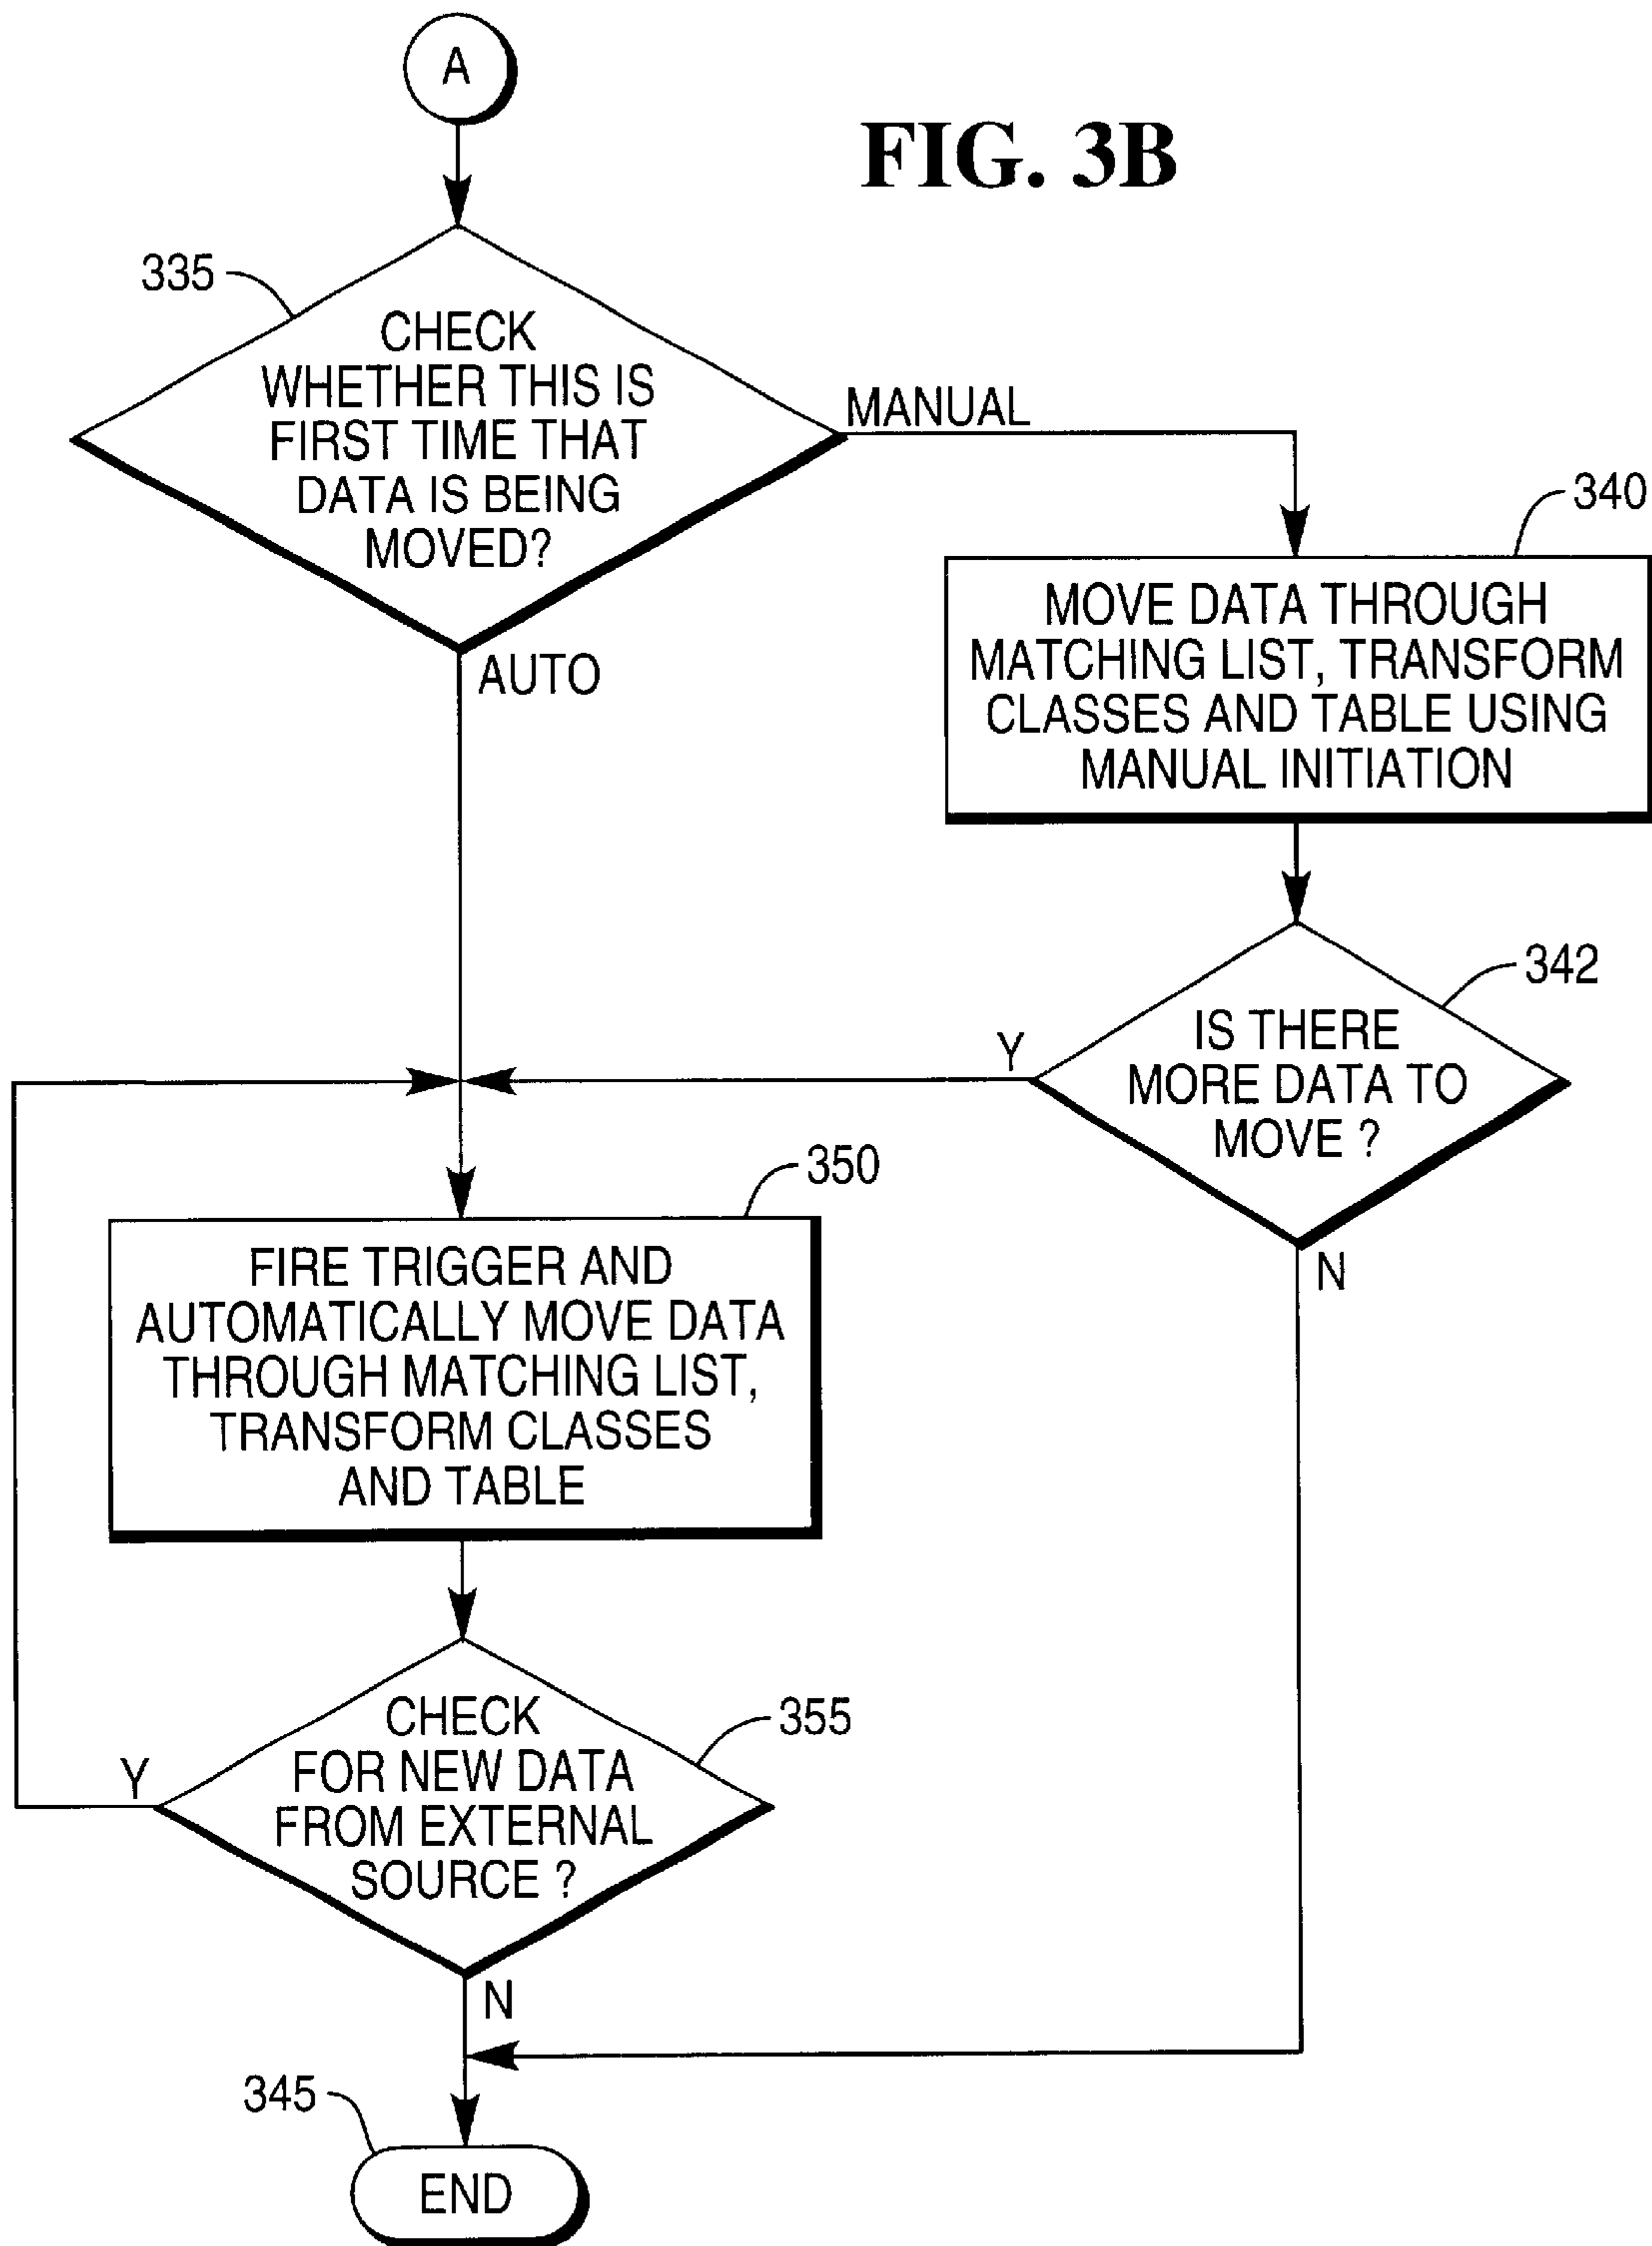 A
FIG. 3B
335
CHECK
WHETHER THIS IS
FIRST TIME THAT
DATA IS BEING
MOVED?
MANUAL
AUTO
340
MOVE DATA THROUGH
MATCHING LIST, TRANSFORM
CLASSES AND TABLE USING
MANUAL INITIATION
342
IS THERE
MORE DATA TO
MOVE ?
Y
N
350
FIRE TRIGGER AND
AUTOMATICALLY MOVE DATA
THROUGH MATCHING LIST,
TRANSFORM CLASSES
AND TABLE
355
CHECK
FOR NEW DATA
FROM EXTERNAL
SOURCE ?
Y
N
345
END